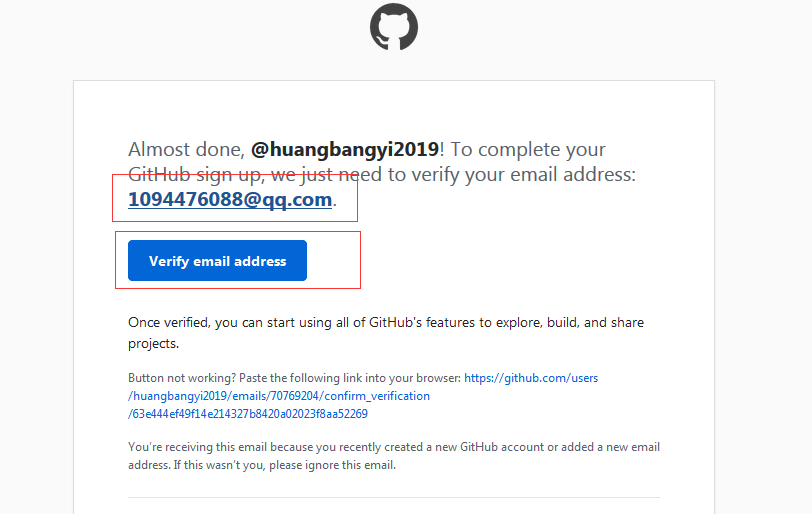 Almost done, @huangbangyi2019! To complete your
GitHub sign up, we just need to verify your email address:
1094476088@qq.com.
Verify email address
Once verified, you can start using all of GitHub's features to explore, build, and share
projects.
Button not working? Paste the following link into your browser: https://github.com/users
/huangbangyi2019/emails/70769204/confirm_verification
/63e444ef49f14e214327b8420a02023f8aa52269
You’re receiving this email because you recently created a new GitHub account or added a new email
address. If this wasn’t you, please ignore this email.